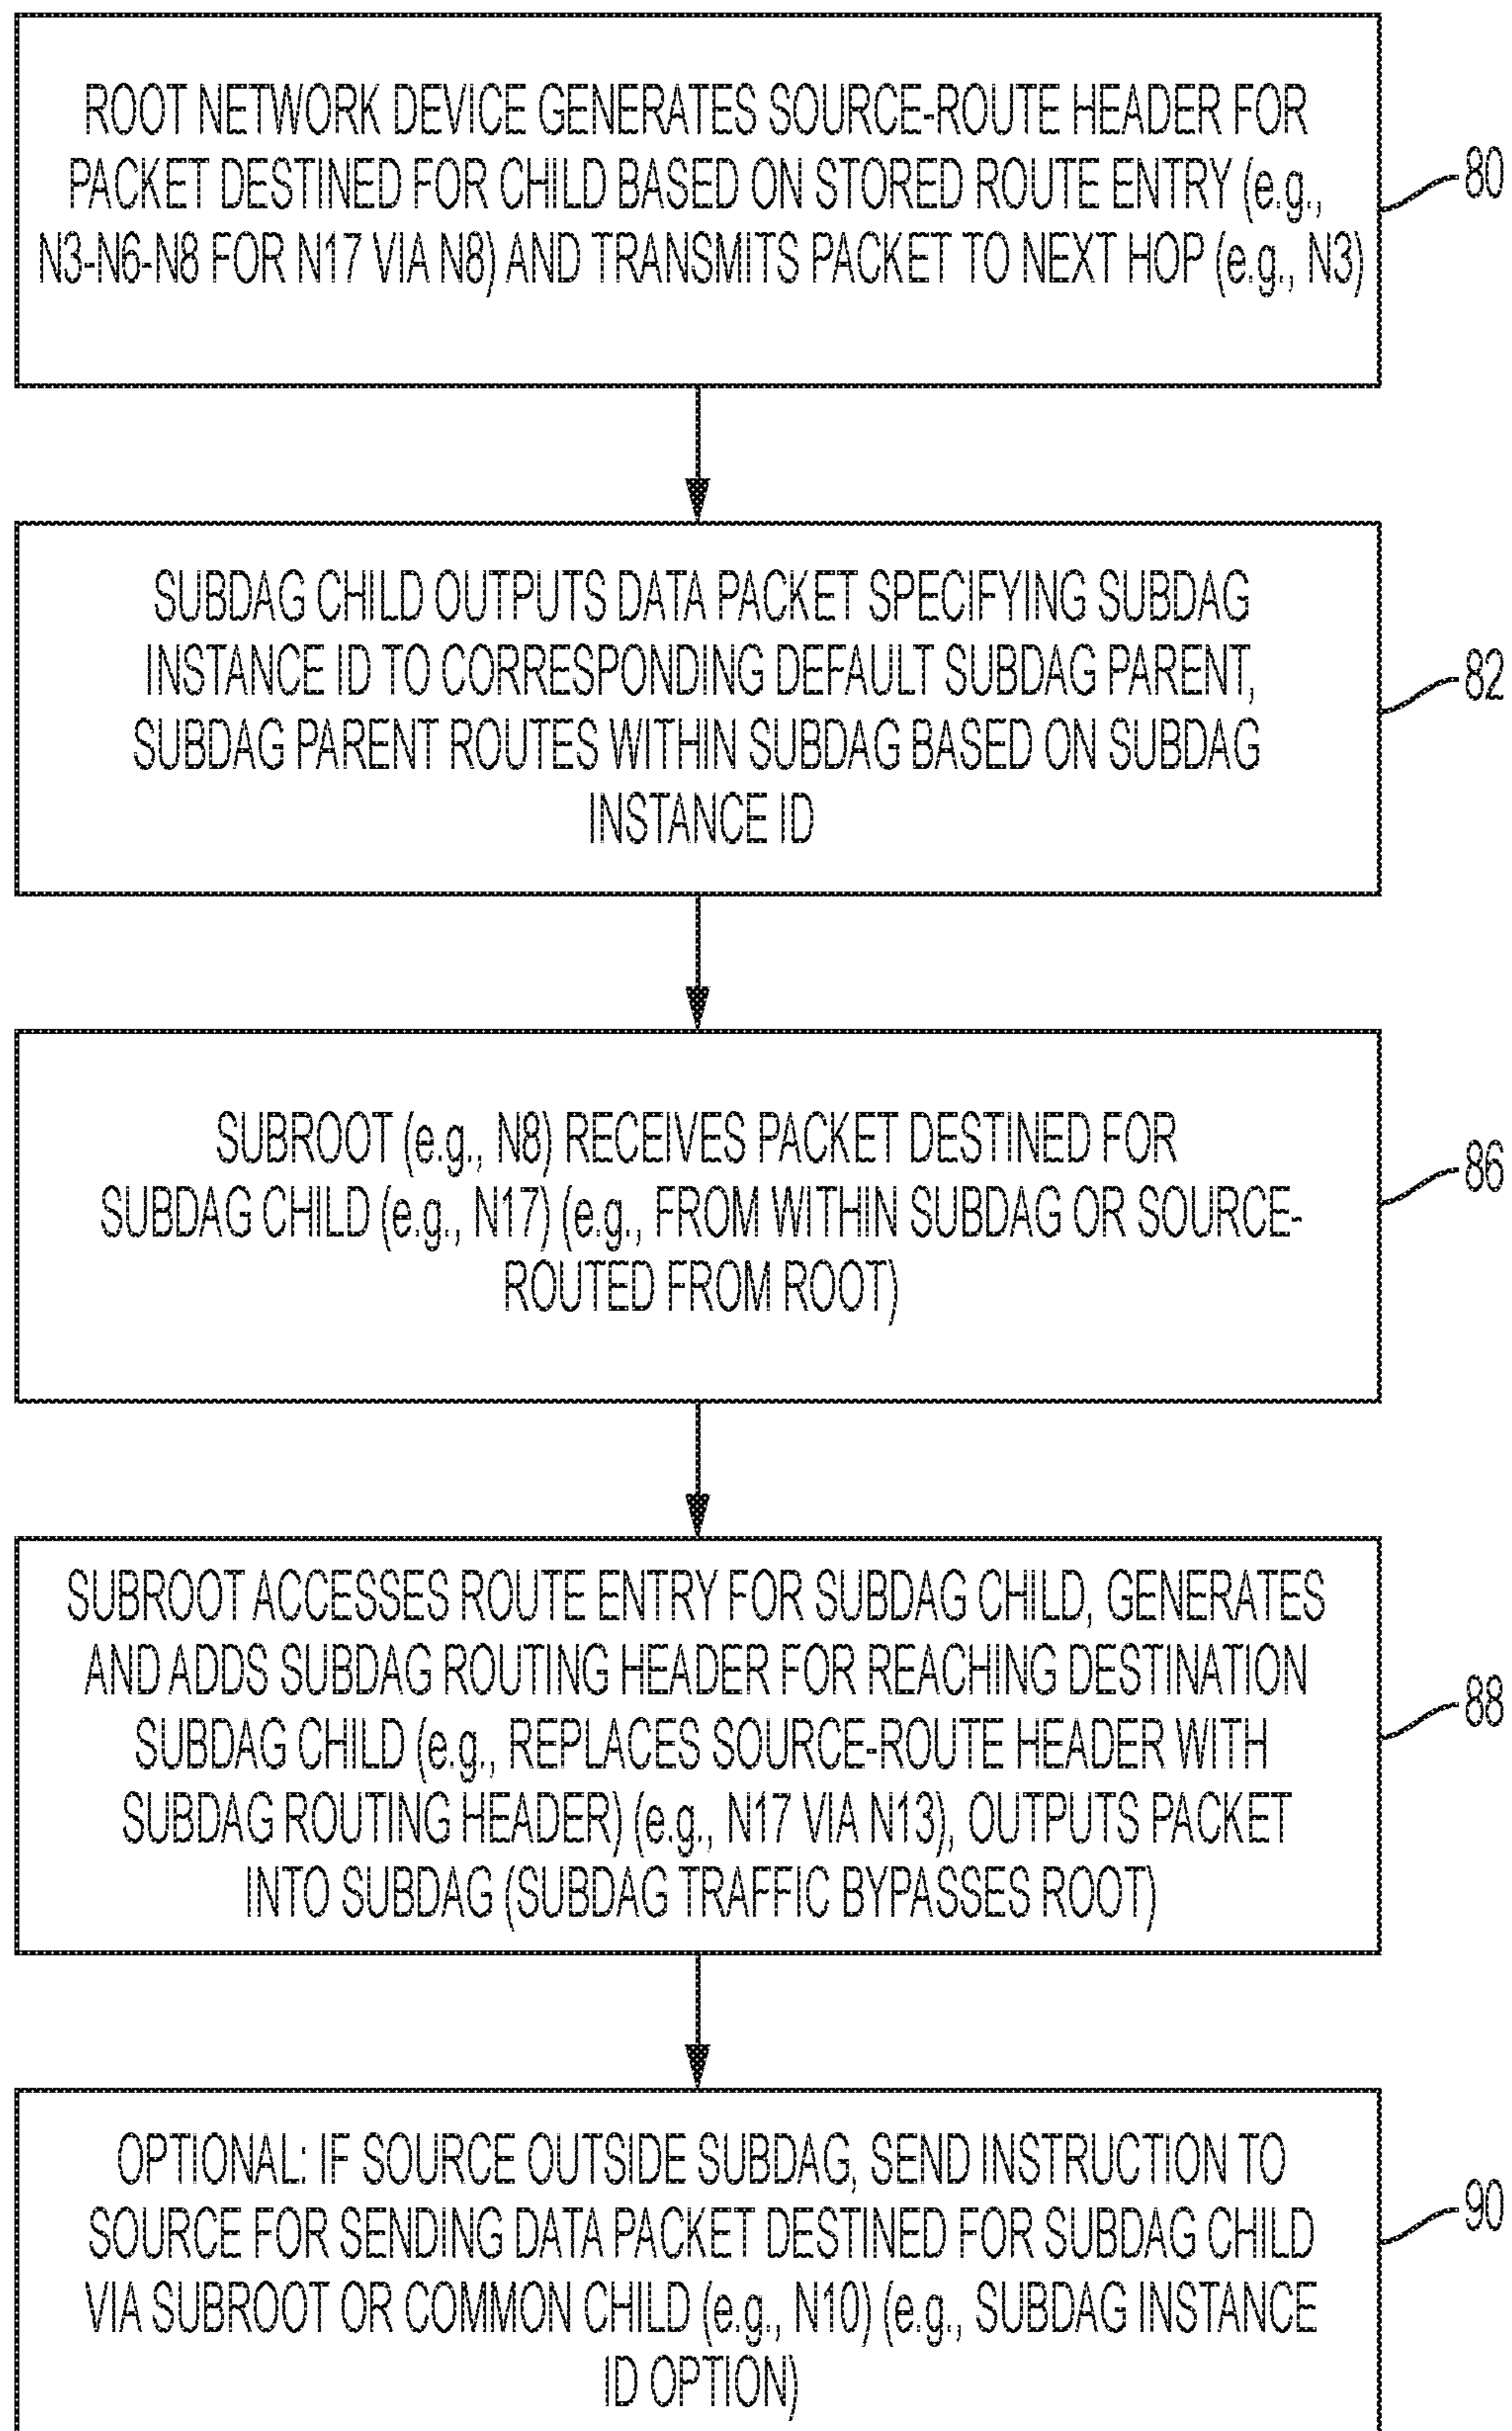 ROOT NETWORK DEVICE GENERATES SOURCE-ROUTE HEADER FOR
PACKET DESTINED FOR CHILD BASED ON STORED ROUTE ENTRY (e.g.,
N3-N6-N8 FOR N17 VIA N8) AND TRANSMITS PACKET TO NEXT HOP (e.g., N3)
80
SUBDAG CHILD OUTPUTS DATA PACKET SPECIFYING SUBDAG
INSTANCE ID TO CORRESPONDING DEFAULT SUBDAG PARENT,
SUBDAG PARENT ROUTES WITHIN SUBDAG BASED ON SUBDAG
INSTANCE ID
82
SUBROOT (e.g., N8) RECEIVES PACKET DESTINED FOR
SUBDAG CHILD (e.g., N17) (e.g., FROM WITHIN SUBDAG OR SOURCE-
ROUTED FROM ROOT)
86
SUBROOT ACCESSES ROUTE ENTRY FOR SUBDAG CHILD, GENERATES
AND ADDS SUBDAG ROUTING HEADER FOR REACHING DESTINATION
SUBDAG CHILD (e.g., REPLACES SOURCE-ROUTE HEADER WITH
SUBDAG ROUTING HEADER) (e.g., N17 VIA N13), OUTPUTS PACKET
INTO SUBDAG (SUBDAG TRAFFIC BYPASSES ROOT)
88
OPTIONAL: IF SOURCE OUTSIDE SUBDAG, SEND INSTRUCTION TO
SOURCE FOR SENDING DATA PACKET DESTINED FOR SUBDAG CHILD
VIA SUBROOT OR COMMON CHILD (e.g., N10) (e.g., SUBDAG INSTANCE
ID OPTION)
90